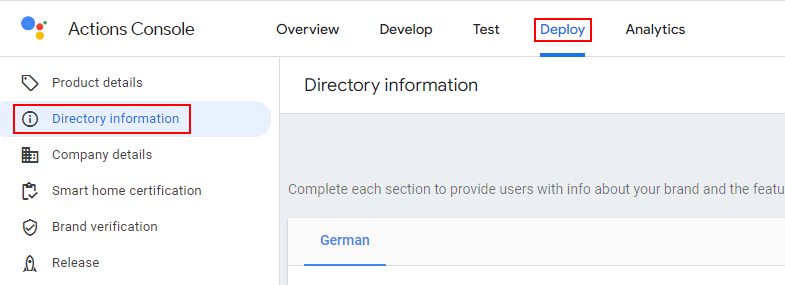 Actions Console Overview Develop Test Deploy Analytics
Product details
Directory information
Company details
Smart home certification
Brand verification
Release
Directory information
Complete each section to provide users with info about your brand and the featu
German